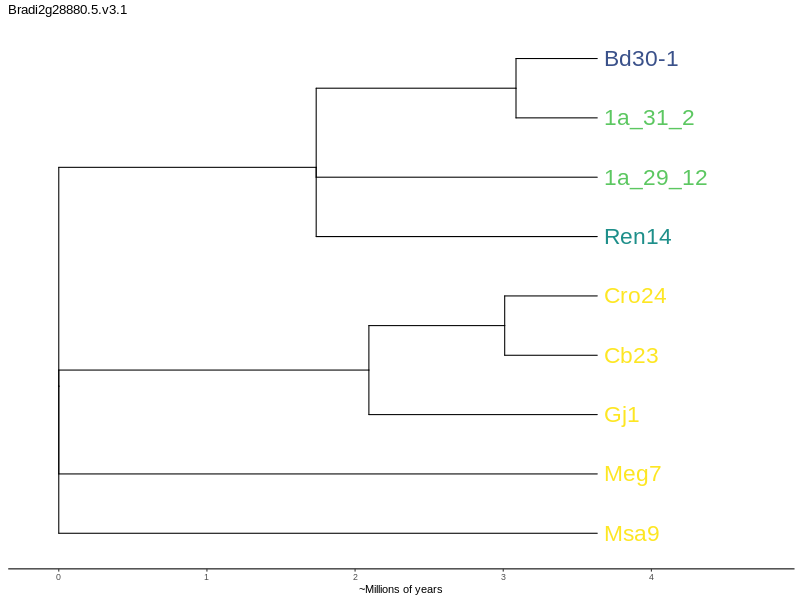 Bradi2g28880.5.v3.1
Bd30-1
1a_31_2
1a_29_12
Ren14
Cro24
Cb23
Gj1
Meg7
Msa9
0 1 2 3 4
~Millions of years